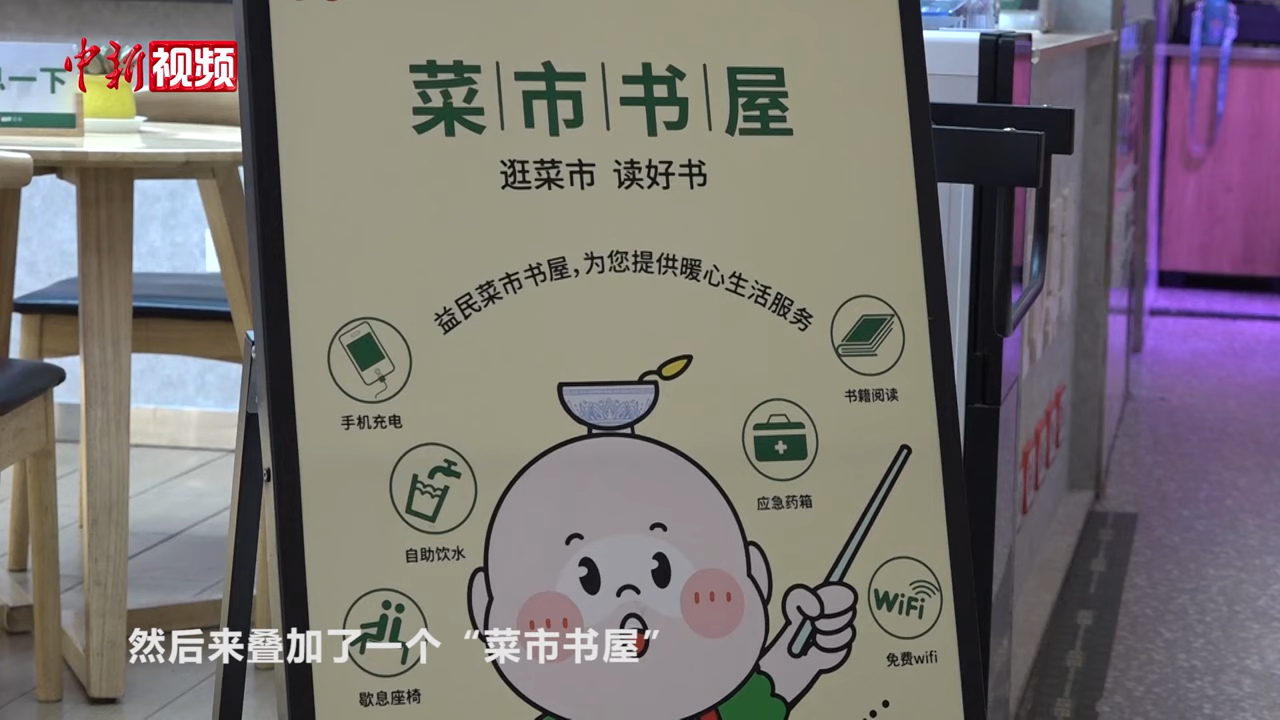 中新视频
一下
菜市书屋
逛菜市 读好书
益民菜市书屋,为您提供暖心生活服务
手机充电
书籍阅读
自助饮水
应急药箱
WiFi
歇息座椅
免费wifi
然后来叠加了一个“菜市书屋”